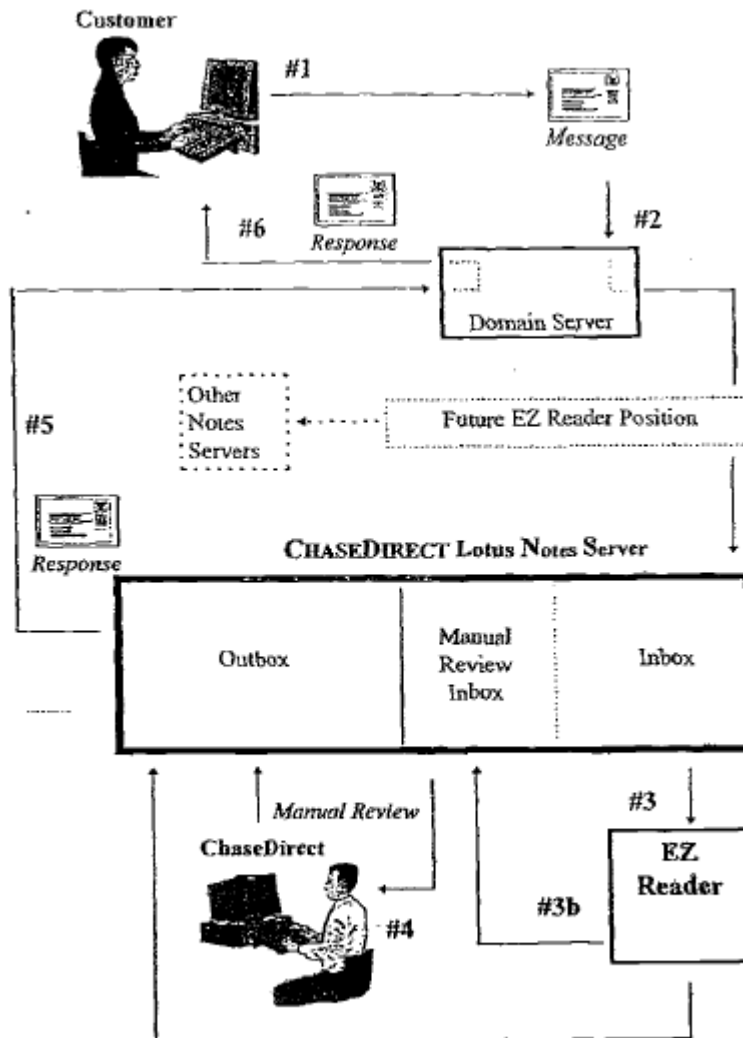 Customer
#1
Message
#2
Response
#6
Domain Server
Other
Notes
Servers
Future EZ Reader Position
#5
Response
CHASEDIRECT Lotus Notes Server
Outbox
Manual
Review
Inbox
Inbox
#3
Manual Review
ChaseDirect
EZ
Reader
#3b
#4